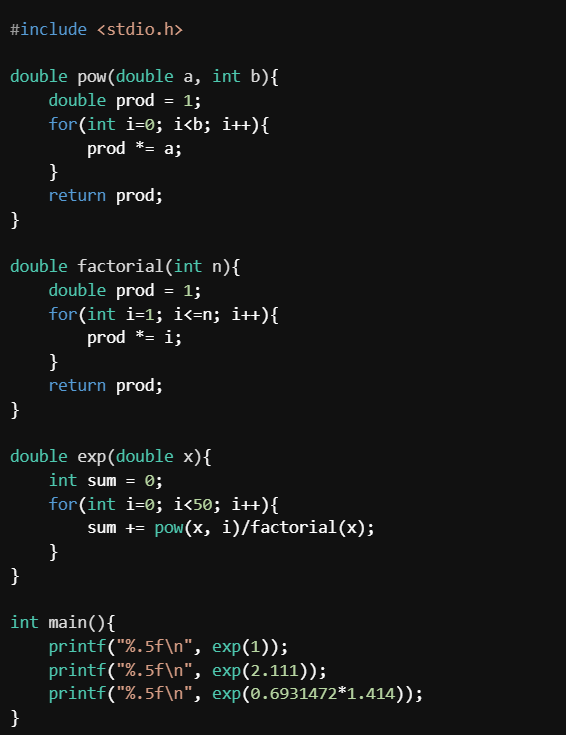 #include <stdio.h>

double pow(double a, int b){
    double prod = 1;
    for(int i=0; i<b; i++){
        prod *= a;
    }
    return prod;
}

double factorial(int n){
    double prod = 1;
    for(int i=1; i<=n; i++){
        prod *= i;
    }
    return prod;
}

double exp(double x){
    int sum = 0;
    for(int i=0; i<50; i++){
        sum += pow(x, i)/factorial(x);
    }
}

int main(){
    printf("%.5f\n", exp(1));
    printf("%.5f\n", exp(2.111));
    printf("%.5f\n", exp(0.6931472*1.414));
}